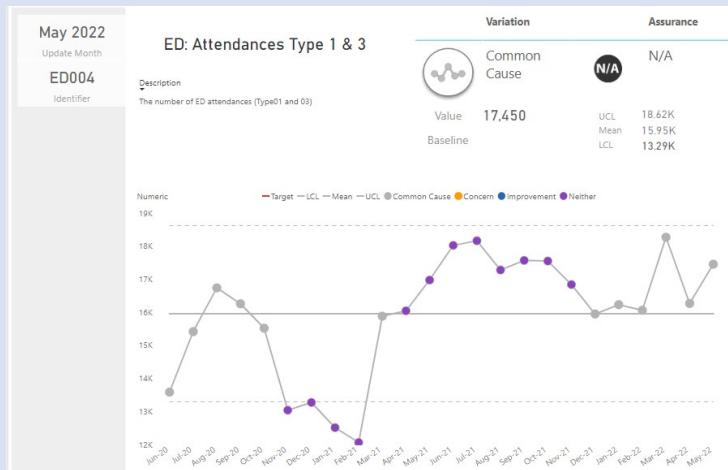 May 2022
Update Month
ED004
Identifier
ED: Attendances Type 1 & 3
Description
The number of ED attendances (Type01 and 03)
Variation
Assurance
Common
Cause
N/A
N/A
Value 17,450
Baseline
UCL 18.62K
Mean 15.95K
LCL 13.29K
Numeric
Target LCL Mean UCL Common Cause Concern Improvement Neither
19K
18K
17K
16K
15K
14K
13K
12K
Jun-20 Jul-20 Aug-20 Sep-20 Oct-20 Nov-20 Dec-20 Jan-21 Feb-21 Mar-21 Apr-21 May-21 Jun-21 Jul-21 Aug-21 Sep-21 Oct-21 Nov-21 Dec-21 Jan-22 Feb-22 Mar-22 Apr-22 May-22